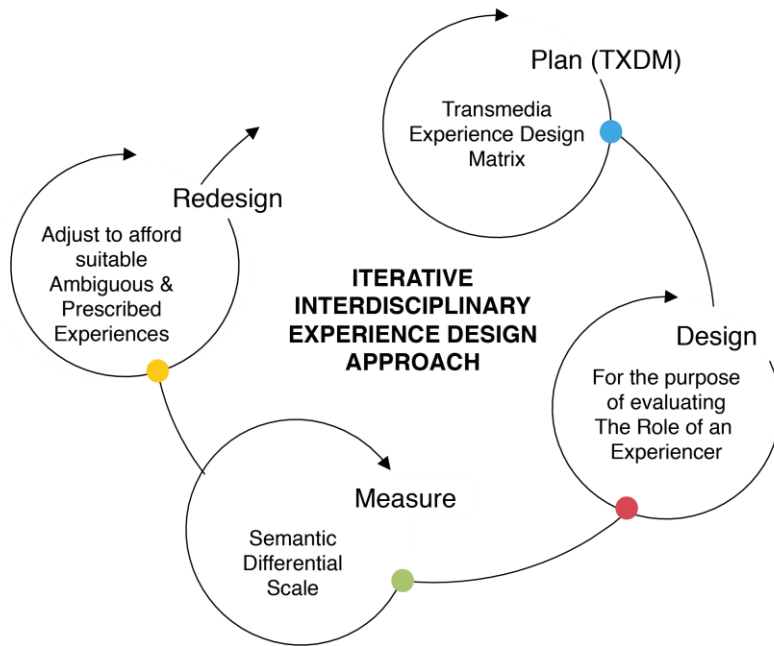 Plan (TXDM)
Transmedia
Experience Design
Matrix
Redesign
Adjust to afford
suitable
Ambiguous &
Prescribed
Experiences
ITERATIVE
INTERDISCIPLINARY
EXPERIENCE DESIGN
APPROACH
Design
For the purpose
of evaluating
The Role of an
Experiencer
Measure
Semantic
Differential
Scale